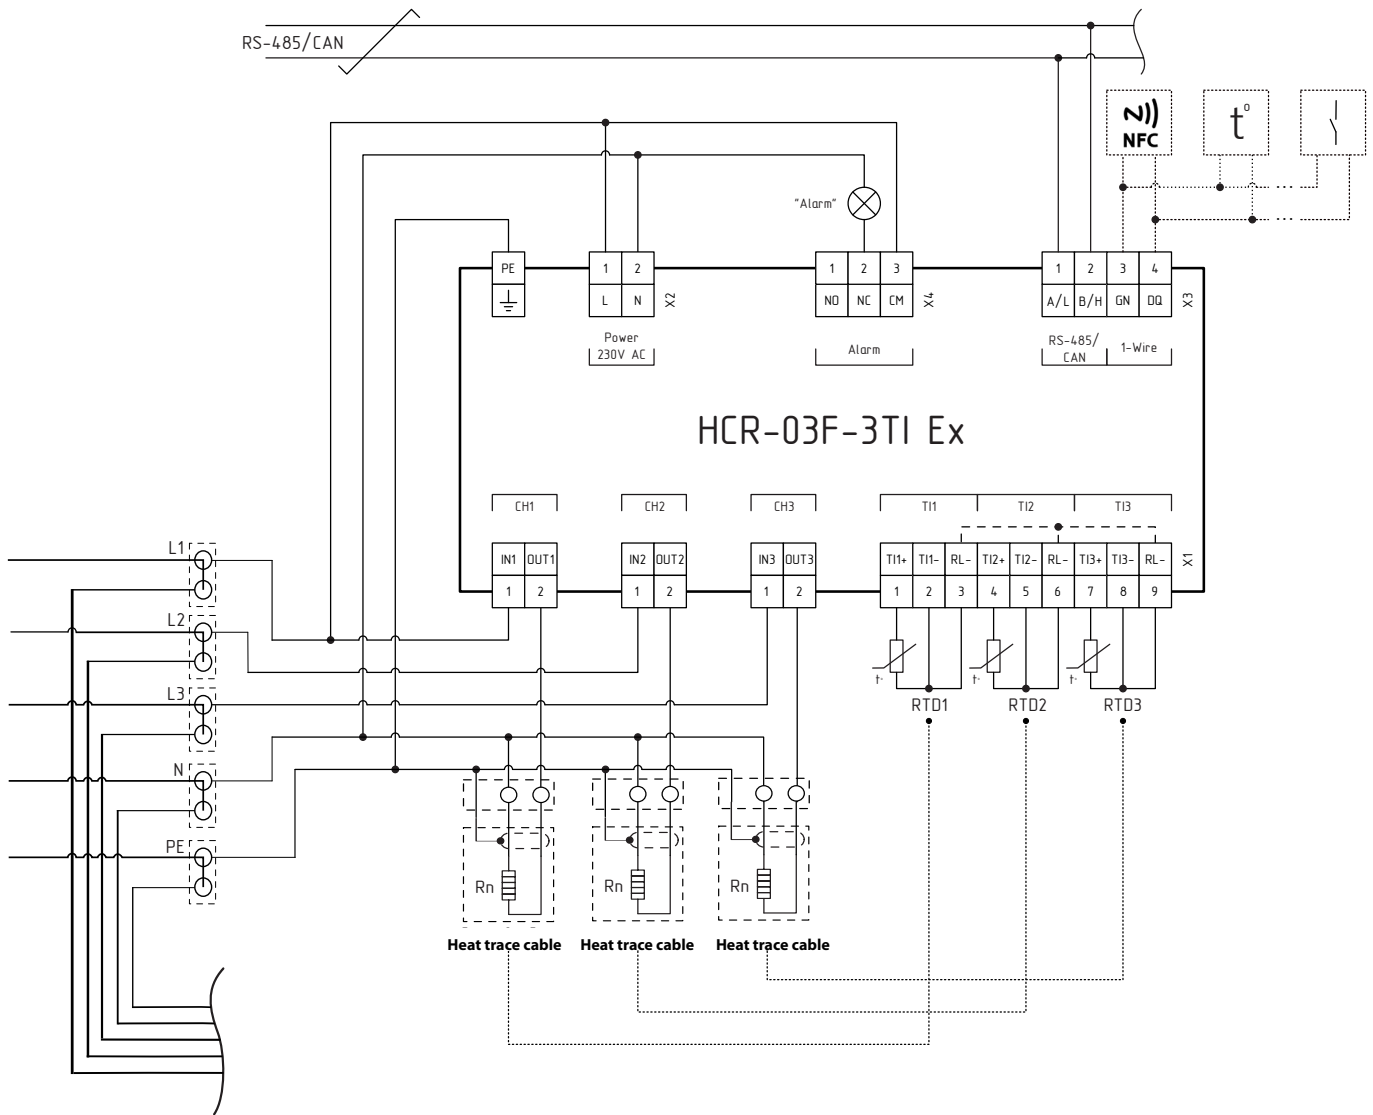 RS-485/CAN
NFC
t°
"Alarm"
PE 1 2 1 2 3 1 2 3 4
L N X2 NO NC CM X4 A/L B/H GN DQ X3
Power
230V AC
Alarm
RS-485/
CAN
1-Wire
HCR-03F-3TI Ex
CH1 CH2 CH3 TI1 TI2 TI3
IN1 OUT1 IN2 OUT2 IN3 OUT3 TI1+ TI1- RL- TI2+ TI2- RL- TI3+ TI3- RL- X1
1 2 1 2 1 2 1 2 3 4 5 6 7 8 9
L1
L2
L3
N
PE
t· t· t·
RTD1 RTD2 RTD3
Rn Rn Rn
Heat trace cable Heat trace cable Heat trace cable